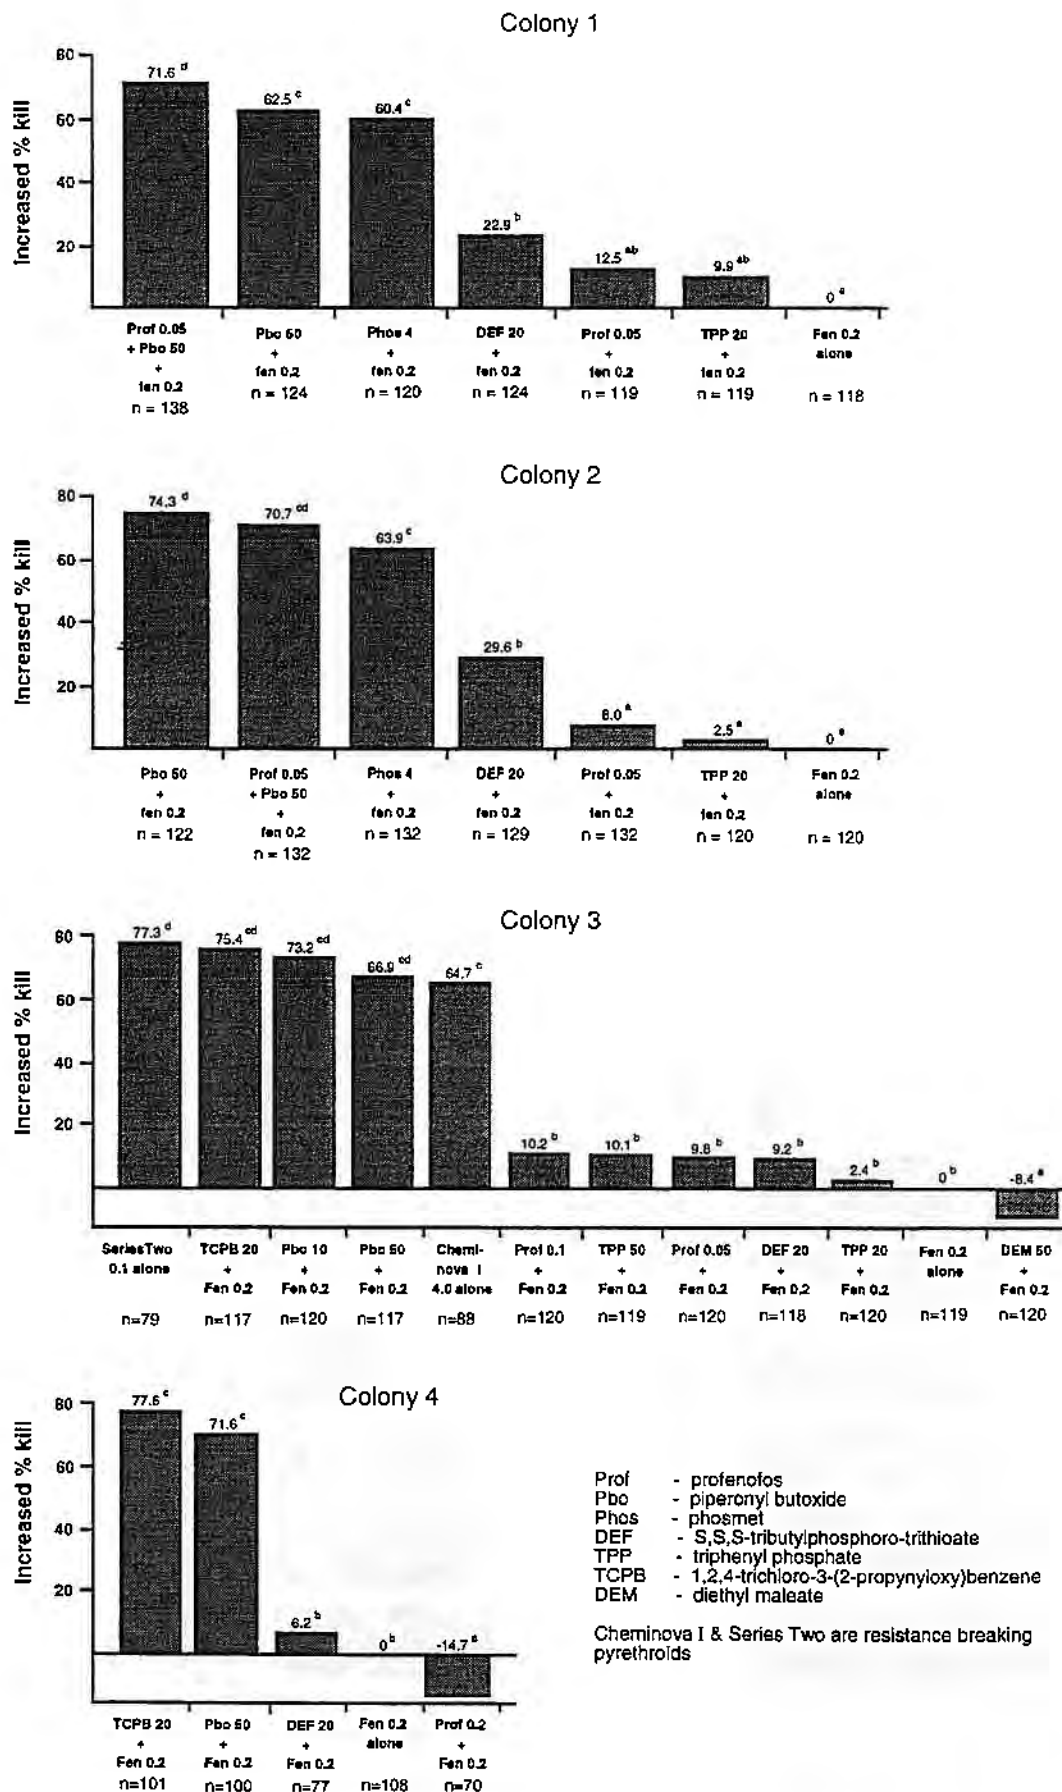 Colony 1
Increased % kill
80
60
40
20
71.6 d
62.5 c
60.4 c
22.9 b
12.5 ab
9.9 ab
0 a
Prof 0.05 + Pbo 50 + fen 0.2 n = 138
Pbo 50 + fen 0.2 n = 124
Phos 4 + fen 0.2 n = 120
DEF 20 + fen 0.2 n = 124
Prof 0.05 + fen 0.2 n = 119
TPP 20 + fen 0.2 n = 119
Fen 0.2 alone n = 118
Colony 2
Increased % kill
80
60
40
20
74.3 d
70.7 cd
63.9 c
29.6 b
8.0 a
2.5 a
0 a
Pbo 50 + fen 0.2 n = 122
Prof 0.05 + Pbo 50 + fen 0.2 n = 132
Phos 4 + fen 0.2 n = 132
DEF 20 + fen 0.2 n = 129
Prof 0.05 + fen 0.2 n = 132
TPP 20 + fen 0.2 n = 120
Fen 0.2 alone n = 120
Colony 3
Increased % kill
80
60
40
20
77.3 d
75.4 cd
73.2 cd
66.9 cd
64.7 c
10.2 b
10.1 b
9.8 b
9.2 b
2.4 b
0 b
-8.4 a
Series Two 0.1 alone n=79
TCPB 20 + Fen 0.2 n=117
Pbo 10 + Fen 0.2 n=120
Pbo 50 + Fen 0.2 n=117
Chemi- nova I 4.0 alone n=88
Prof 0.1 + Fen 0.2 n=120
TPP 50 + Fen 0.2 n=119
Prof 0.05 + Fen 0.2 n=120
DEF 20 + Fen 0.2 n=118
TPP 20 + Fen 0.2 n=120
Fen 0.2 alone n=119
DEM 50 + Fen 0.2 n=120
Colony 4
Increased % kill
80
60
40
20
77.6 c
71.6 c
6.2 b
0 b
-14.7 a
TCPB 20 + Fen 0.2 n=101
Pbo 50 + Fen 0.2 n=100
DEF 20 + Fen 0.2 n=77
Fen 0.2 alone n=108
Prof 0.2 + Fen 0.2 n=70
Prof - profenofos
Pbo - piperonyl butoxide
Phos - phosmet
DEF - S,S,S-tributylphosphoro-trithioate
TPP - triphenyl phosphate
TCPB - 1,2,4-trichloro-3-(2-propynyloxy)benzene
DEM - diethyl maleate
Cheminova I & Series Two are resistance breaking
pyrethroids